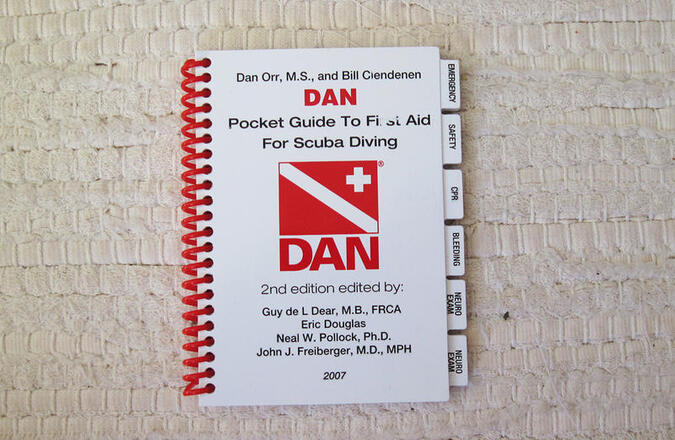 Dan Orr, M.S., and Bill Clendenen
DAN
Pocket Guide To First Aid
For Scuba Diving
®
DAN
2nd edition edited by:
Guy de L Dear, M.B., FRCA
Eric Douglas
Neal W. Pollock, Ph.D.
John J. Freiberger, M.D., MPH
2007
EMERGENCY
SAFETY
CPR
BLEEDING
NEURO
EXAM
NEURO
EXAM